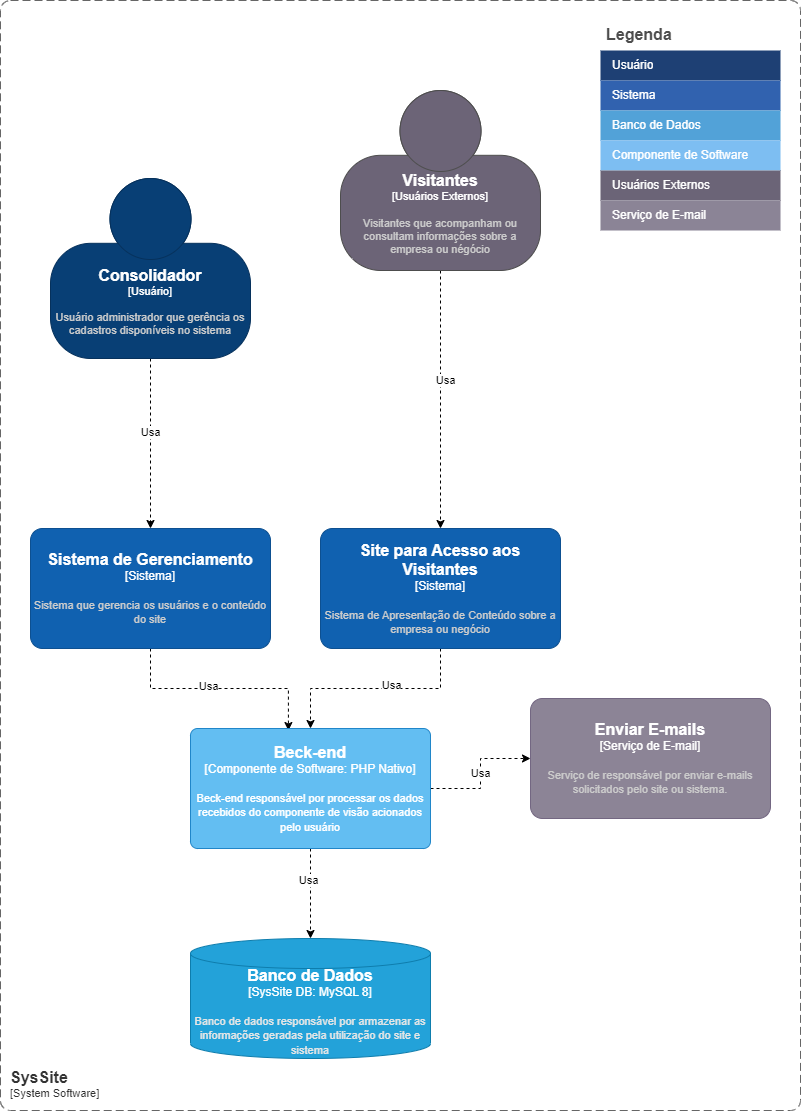 Legenda
Usuário
Sistema
Banco de Dados
Componente de Software
Usuários Externos
Serviço de E-mail
Visitantes
[Usuários Externos]
Visitantes que acompanham ou
consultam informações sobre a
empresa ou négócio
Consolidador
[Usuário]
Usuário administrador que gerência os
cadastros disponíveis no sistema
Usa
Usa
Sistema de Gerenciamento
[Sistema]
Sistema que gerencia os usuários e o conteúdo
do site
Site para Acesso aos
Visitantes
[Sistema]
Sistema de Apresentação de Conteúdo sobre a
empresa ou negócio
Usa
Usa
Beck-end
[Componente de Software: PHP Nativo]
Beck-end responsável por processar os dados
recebidos do componente de visão acionados
pelo usuário
Usa
Enviar E-mails
[Serviço de E-mail]
Serviço de responsável por enviar e-mails
solicitados pelo site ou sistema.
Usa
Banco de Dados
[SysSite DB: MySQL 8]
Banco de dados responsável por armazenar as
informações geradas pela utilização do site e
sistema
SysSite
[System Software]